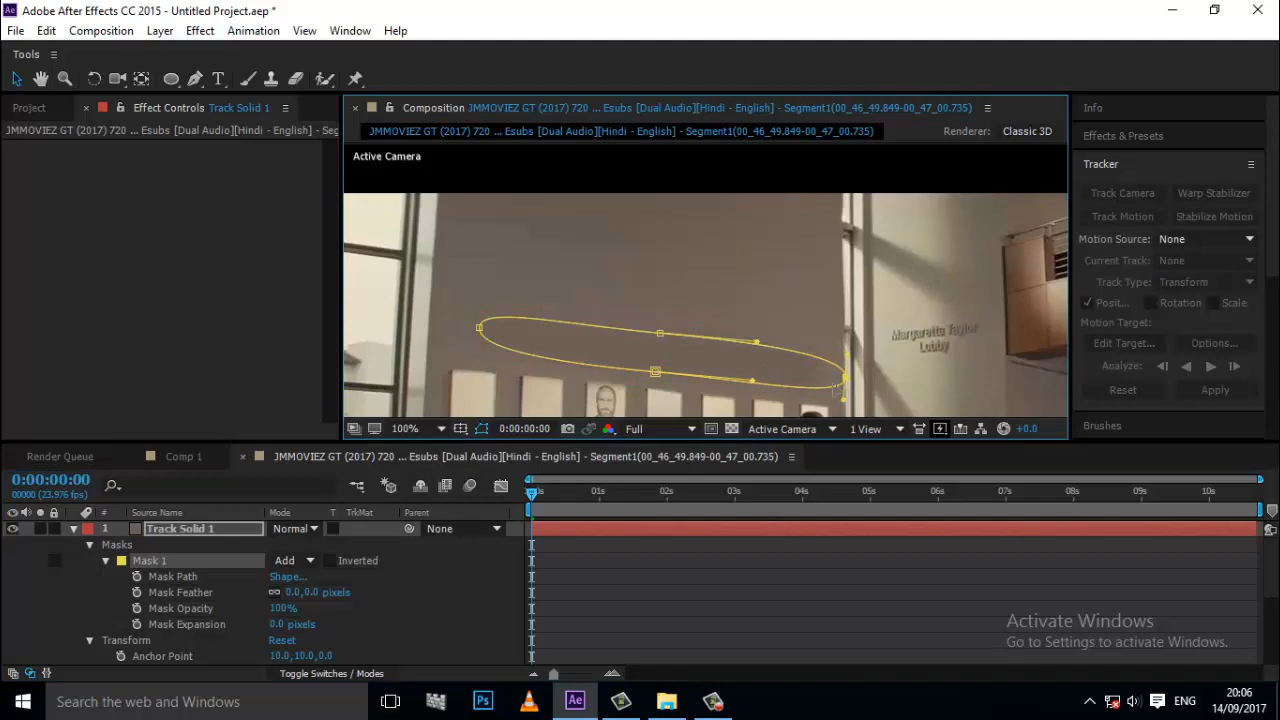 Adobe After Effects CC 2015 - Untitled Project.aep *
File Edit Composition Layer Effect Animation View Window Help
Tools
Project
Effect Controls Track Solid 1
JMMOVIEZ GT (2017) 720 ... Esubs [Dual Audio][Hindi - English] - Seg
Composition JMMOVIEZ GT (2017) 720 ... Esubs [Dual Audio][Hindi - English] - Segment1(00_46_49.849-00_47_00.735)
JMMOVIEZ GT (2017) 720 ... Esubs [Dual Audio][Hindi - English] - Segment1(00_46_49.849-00_47_00.735)
Renderer: Classic 3D
Active Camera
Margaretta Taylor
Lobby
100% 0:00:00:00 Full Active Camera 1 View +0.0
Info
Effects & Presets
Tracker
Track Camera Warp Stabilizer
Track Motion Stabilize Motion
Motion Source: None
Current Track: None
Track Type: Transform
Posit... Rotation Scale
Motion Target:
Edit Target... Options...
Analyze:
Reset Apply
Brushes
Render Queue Comp 1 JMMOVIEZ GT (2017) 720 ... Esubs [Dual Audio][Hindi - English] - Segment1(00_46_49.849-00_47_00.735)
0:00:00:00
00000 (23.976 fps)
0s 01s 02s 03s 04s 05s 06s 07s 08s 09s 10s
# Source Name Mode T TrkMat Parent
1 Track Solid 1 Normal None
Masks
Mask 1 Add Inverted
Mask Path Shape...
Mask Feather 0.0,0.0 pixels
Mask Opacity 100%
Mask Expansion 0.0 pixels
Transform Reset
Anchor Point 10.0,10.0,0.0
Toggle Switches / Modes
Activate Windows
Go to Settings to activate Windows.
Search the web and Windows
ENG
20:06
14/09/2017